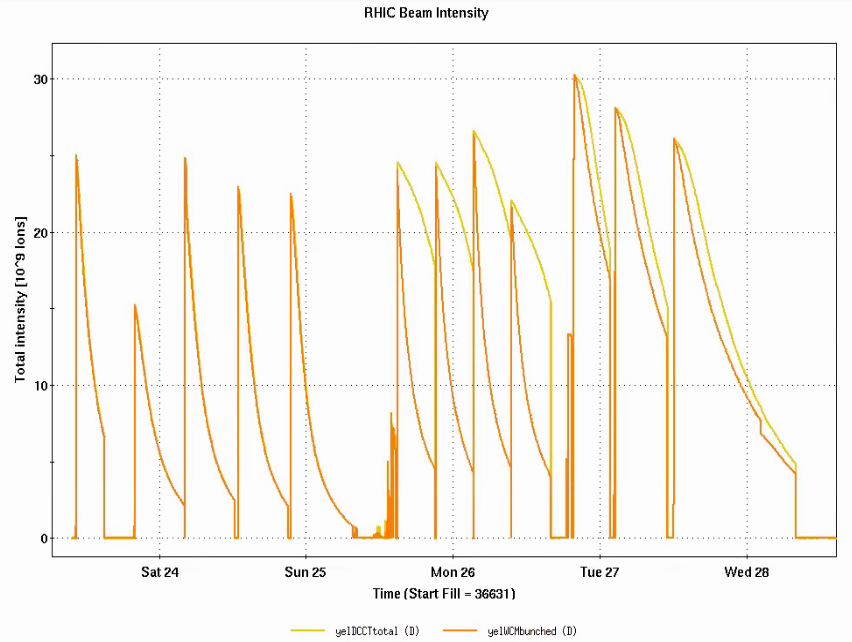 RHIC Beam Intensity
Total intensity [10^9 Ions]
30
20
10
0
Sat 24 Sun 25 Mon 26 Tue 27 Wed 28
Time (Start Fill = 36631)
yelDCCTtotal (D) yelWCMbunched (D)